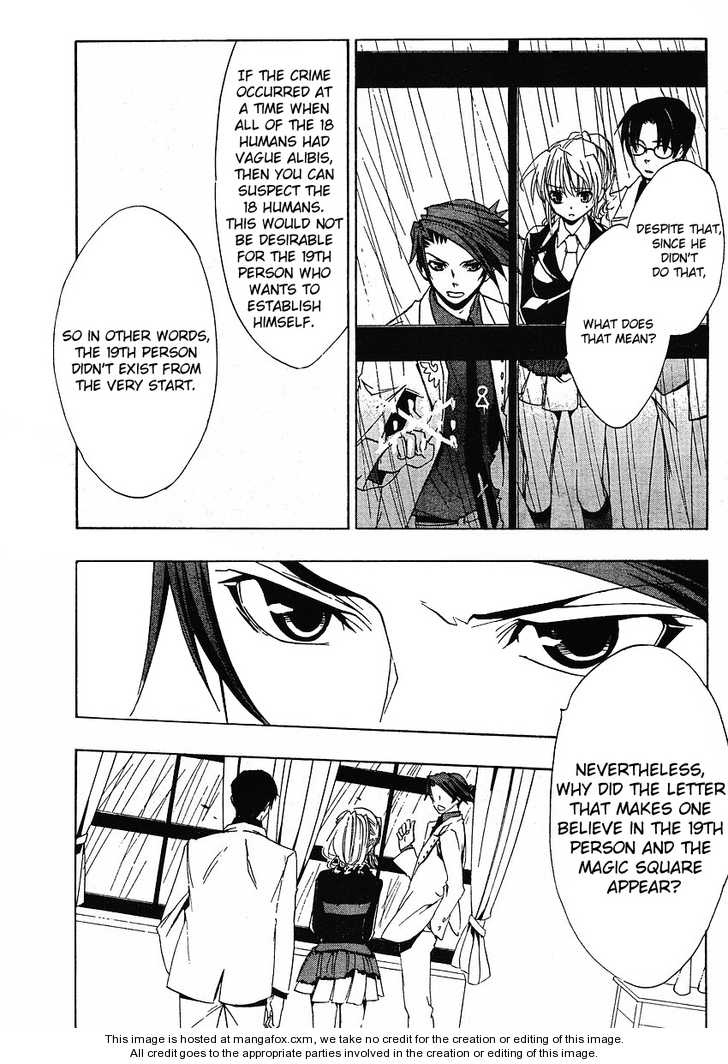 DESPITE THAT,
SINCE HE
DIDN'T
DO THAT,
WHAT DOES
THAT MEAN?
IF THE CRIME
OCCURRED AT
A TIME WHEN
ALL OF THE 18
HUMANS HAD
VAGUE ALIBIS,
THEN YOU CAN
SUSPECT THE
18 HUMANS.
THIS WOULD NOT
BE DESIRABLE
FOR THE 19TH
PERSON WHO
WANTS TO
ESTABLISH
HIMSELF.
SO IN OTHER WORDS,
THE 19TH PERSON
DIDN'T EXIST FROM
THE VERY START.
NEVERTHELESS,
WHY DID THE LETTER
THAT MAKES ONE
BELIEVE IN THE 19TH
PERSON AND THE
MAGIC SQUARE
APPEAR?
This image is hosted at mangafox.cxm, we take no credit for the creation or editing of this image.
All credit goes to the appropriate parties involved in the creation or editing of this image.